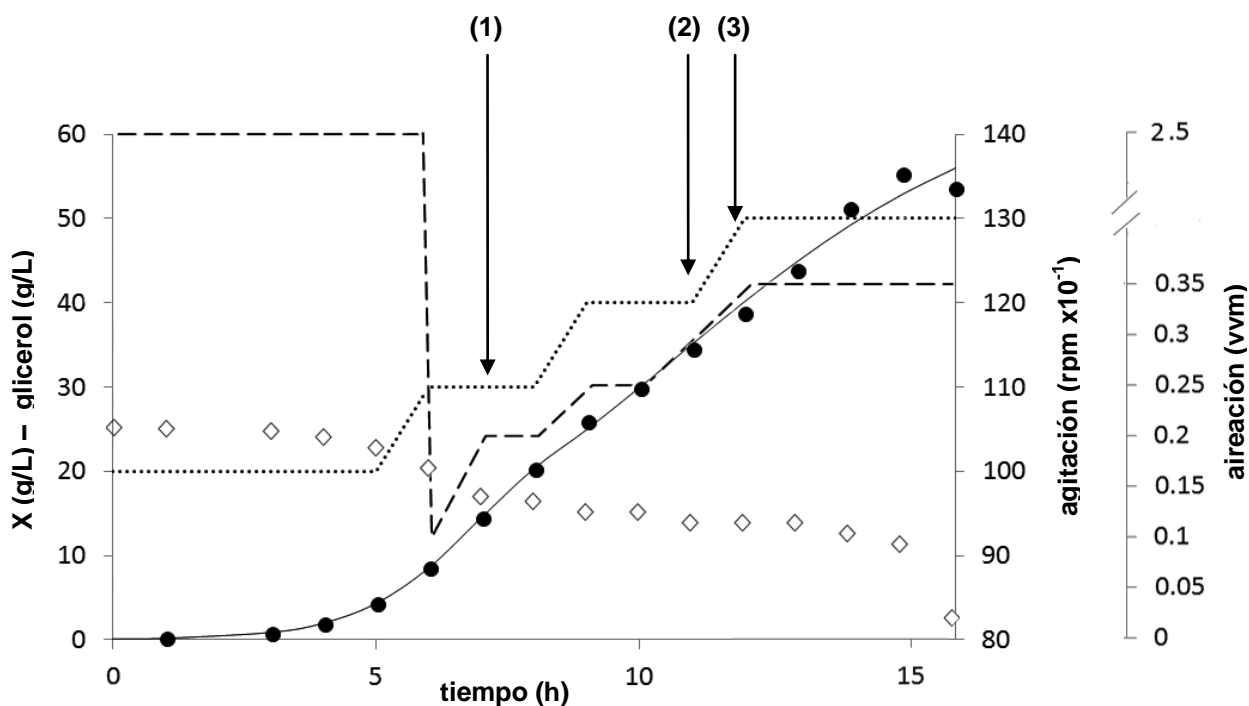 (1) (2) (3)
60 140 2.5
50 130
40 120 0.35
0.3
30 110 0.25
0.2
20 100
0.15
10 90 0.1
0.05
0 80 0
0 5 10 15
X (g/L) – glicerol (g/L)
tiempo (h)
agitación (rpm x10⁻¹)
aireación (vvm)